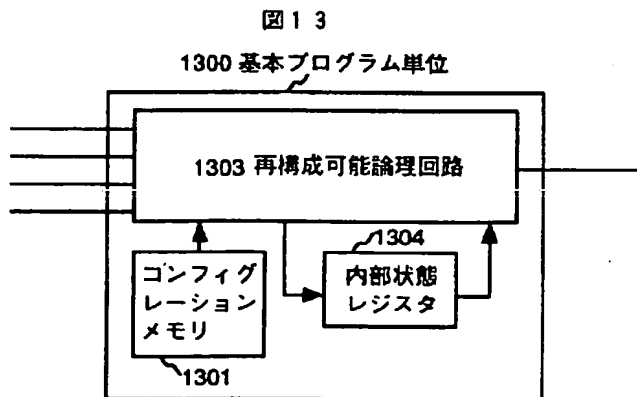 図13
1300 基本プログラム単位
1303 再構成可能論理回路
1304
コンフィグ
レーション
メモリ
内部状態
レジスタ
1301